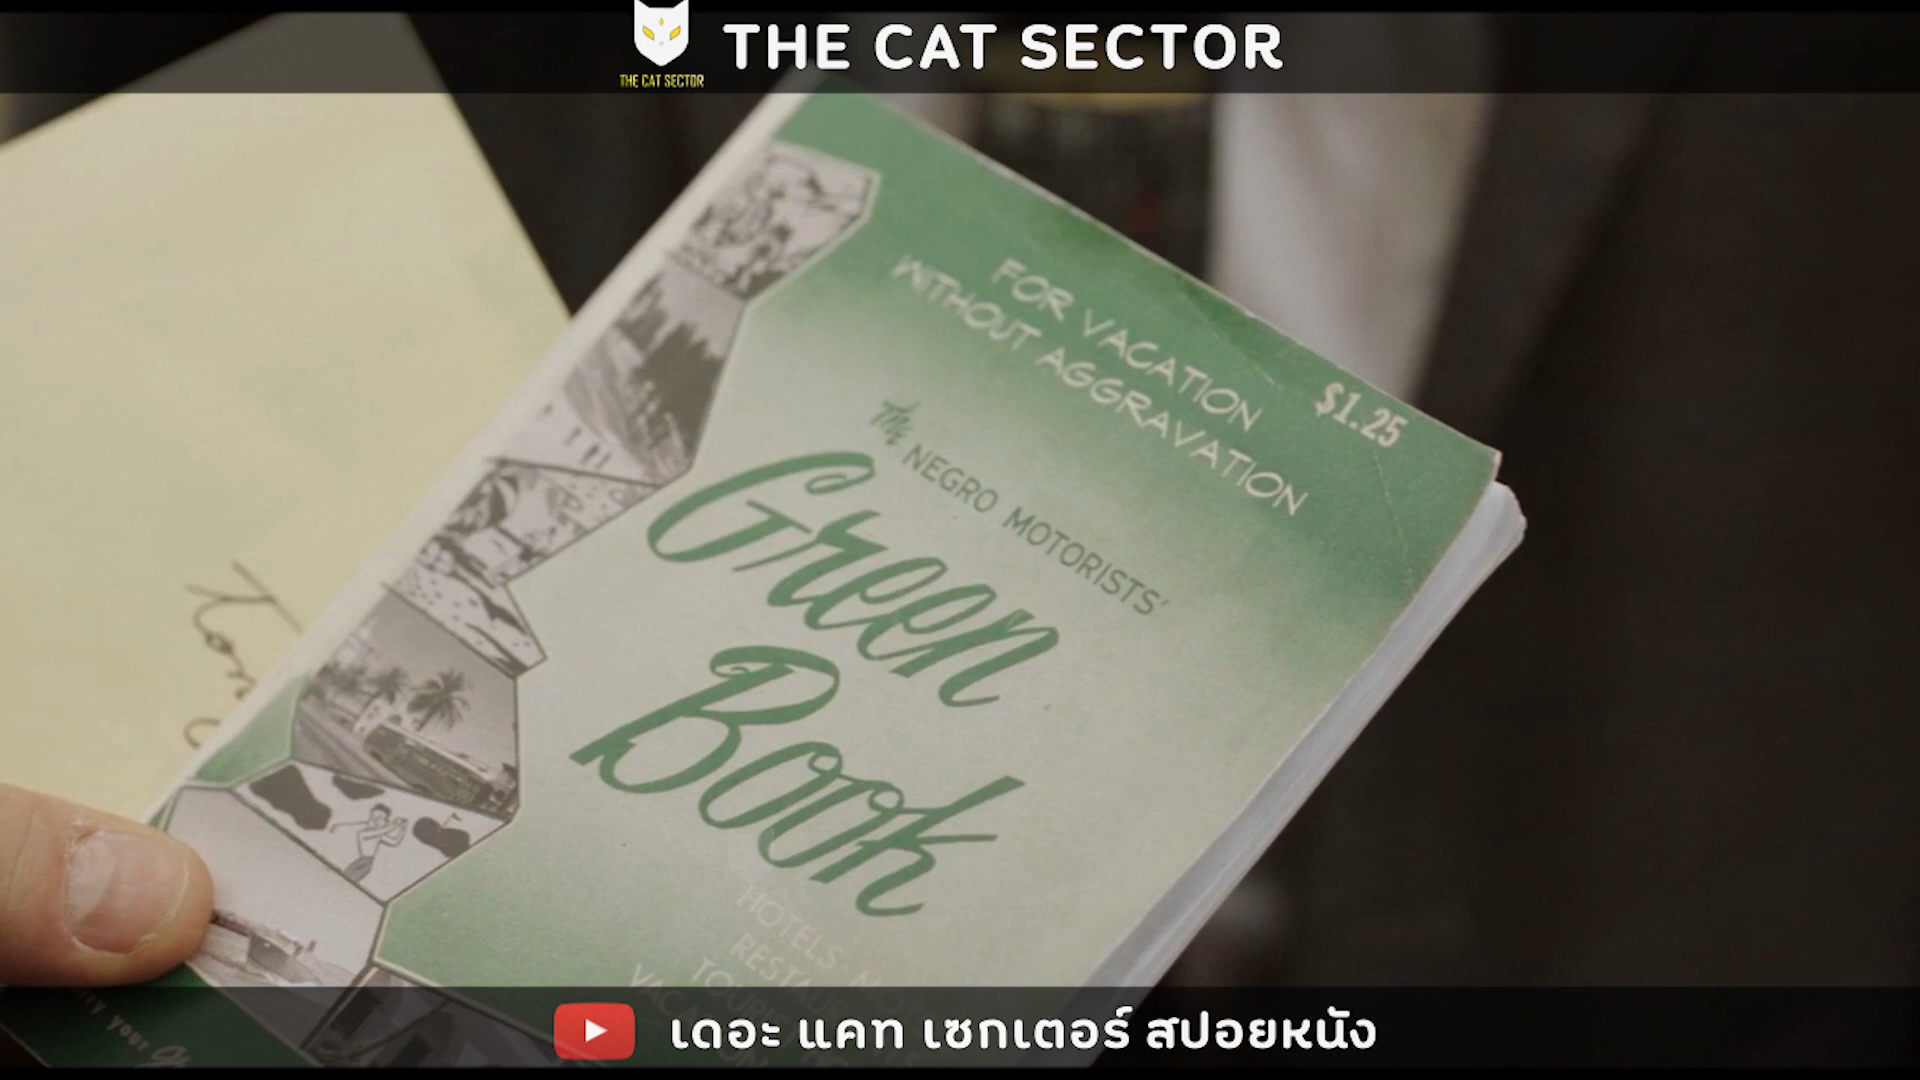 THE CAT SECTOR
THE CAT SECTOR
FOR VACATION
WITHOUT AGGRAVATION
$1.25
The NEGRO MOTORISTS'
Green
Book
HOTELS
your
เดอะ แคท เซกเตอร์ สปอยหนัง